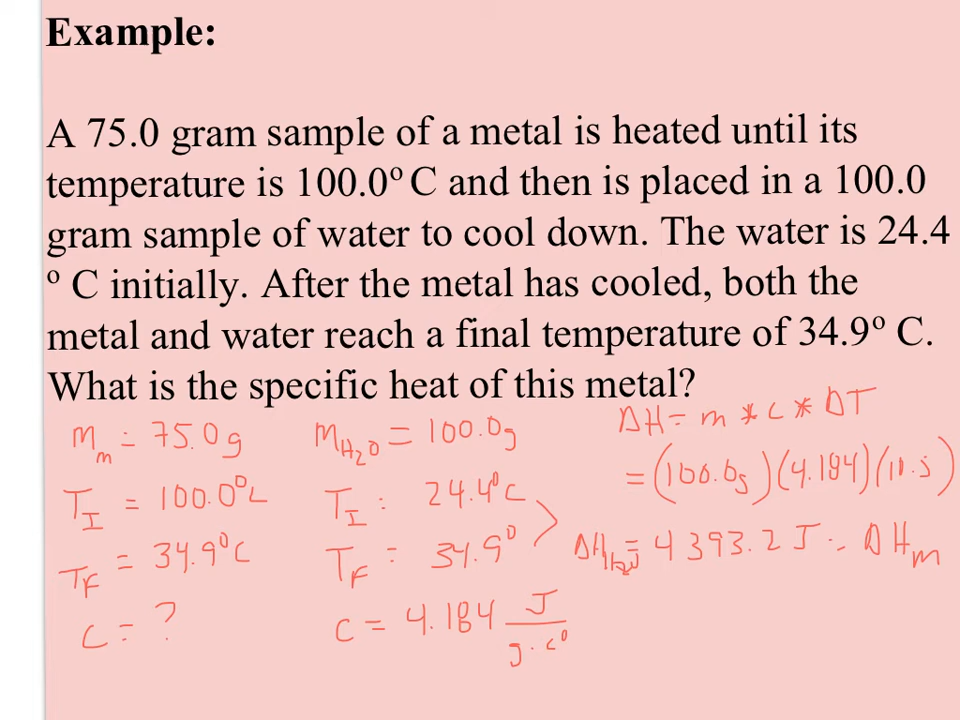 Example:
A 75.0 gram sample of a metal is heated until its
temperature is 100.0º C and then is placed in a 100.0
gram sample of water to cool down. The water is 24.4
º C initially. After the metal has cooled, both the
metal and water reach a final temperature of 34.9º C.
What is the specific heat of this metal?
Mm = 75.0g
TI = 100.0°C
TF = 34.9°C
C = ?
MH2O = 100.0g
TI = 24.4°C
TF = 34.9°
C = 4.184 J/g·C°
ΔH = m * C * ΔT
= (100.0g)(4.184)(10.5)
ΔHH2O = 4393.2 J = ΔHm